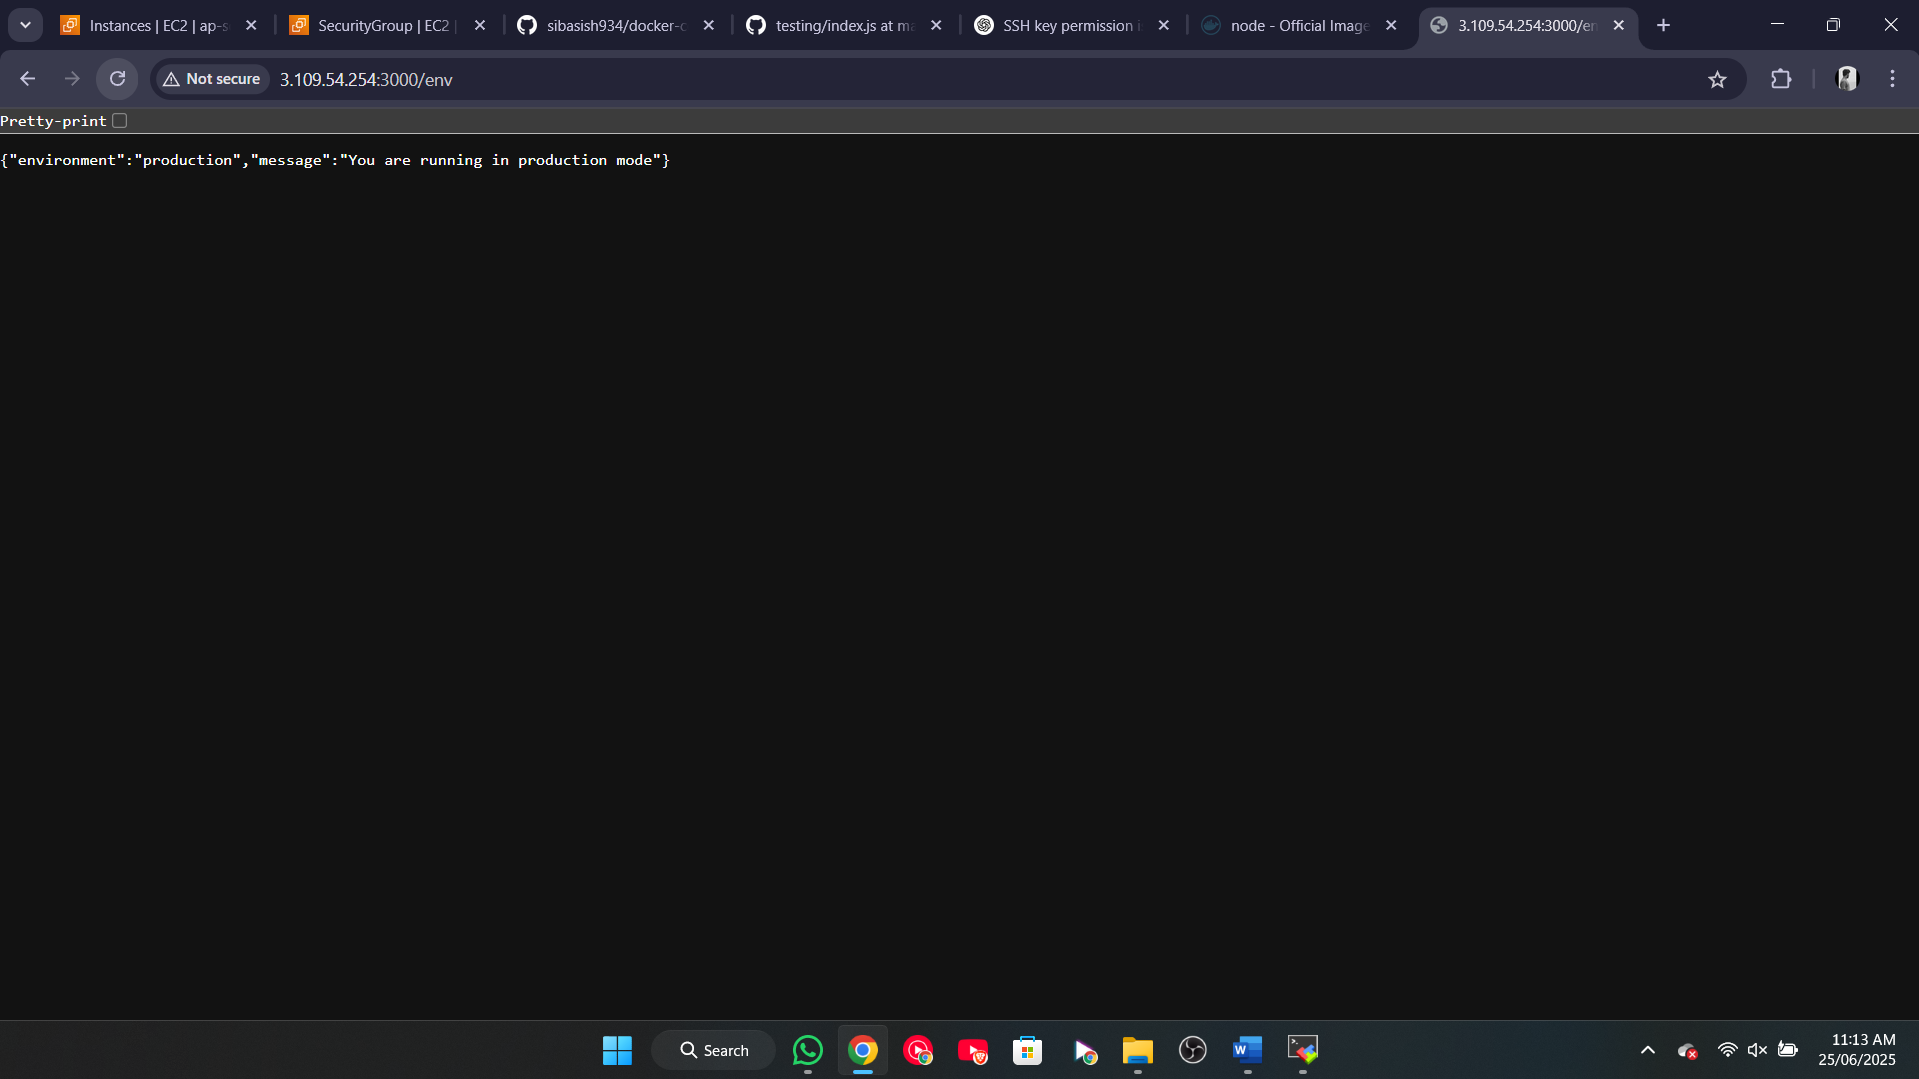 Instances | EC2 | ap-s
SecurityGroup | EC2 |
sibasish934/docker-c
testing/index.js at ma
SSH key permission i
node - Official Image
3.109.54.254:3000/en
Not secure
3.109.54.254:3000/env
Pretty-print
{"environment":"production","message":"You are running in production mode"}
Search
11:13 AM
25/06/2025